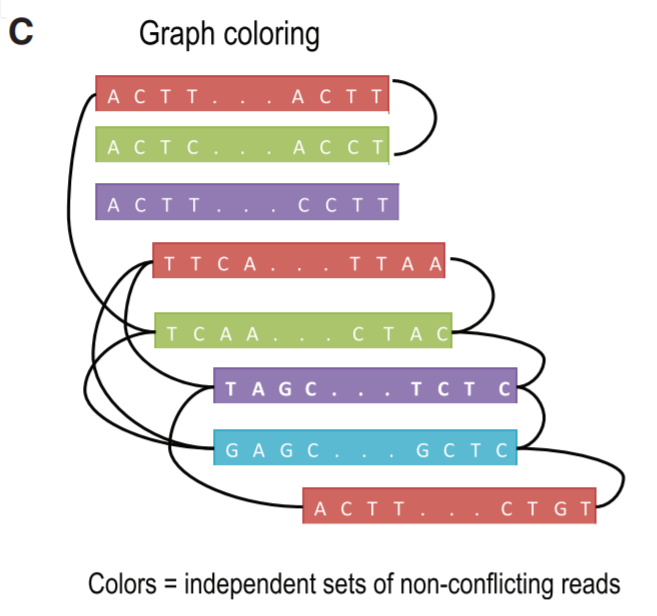 C
Graph coloring
A C T T . . . A C T T
A C T C . . . A C C T
A C T T . . . C C T T
T T C A . . . T T A A
T C A A . . . C T A C
T A G C . . . T C T C
G A G C . . . G C T C
A C T T . . . C T G T
Colors = independent sets of non-conflicting reads